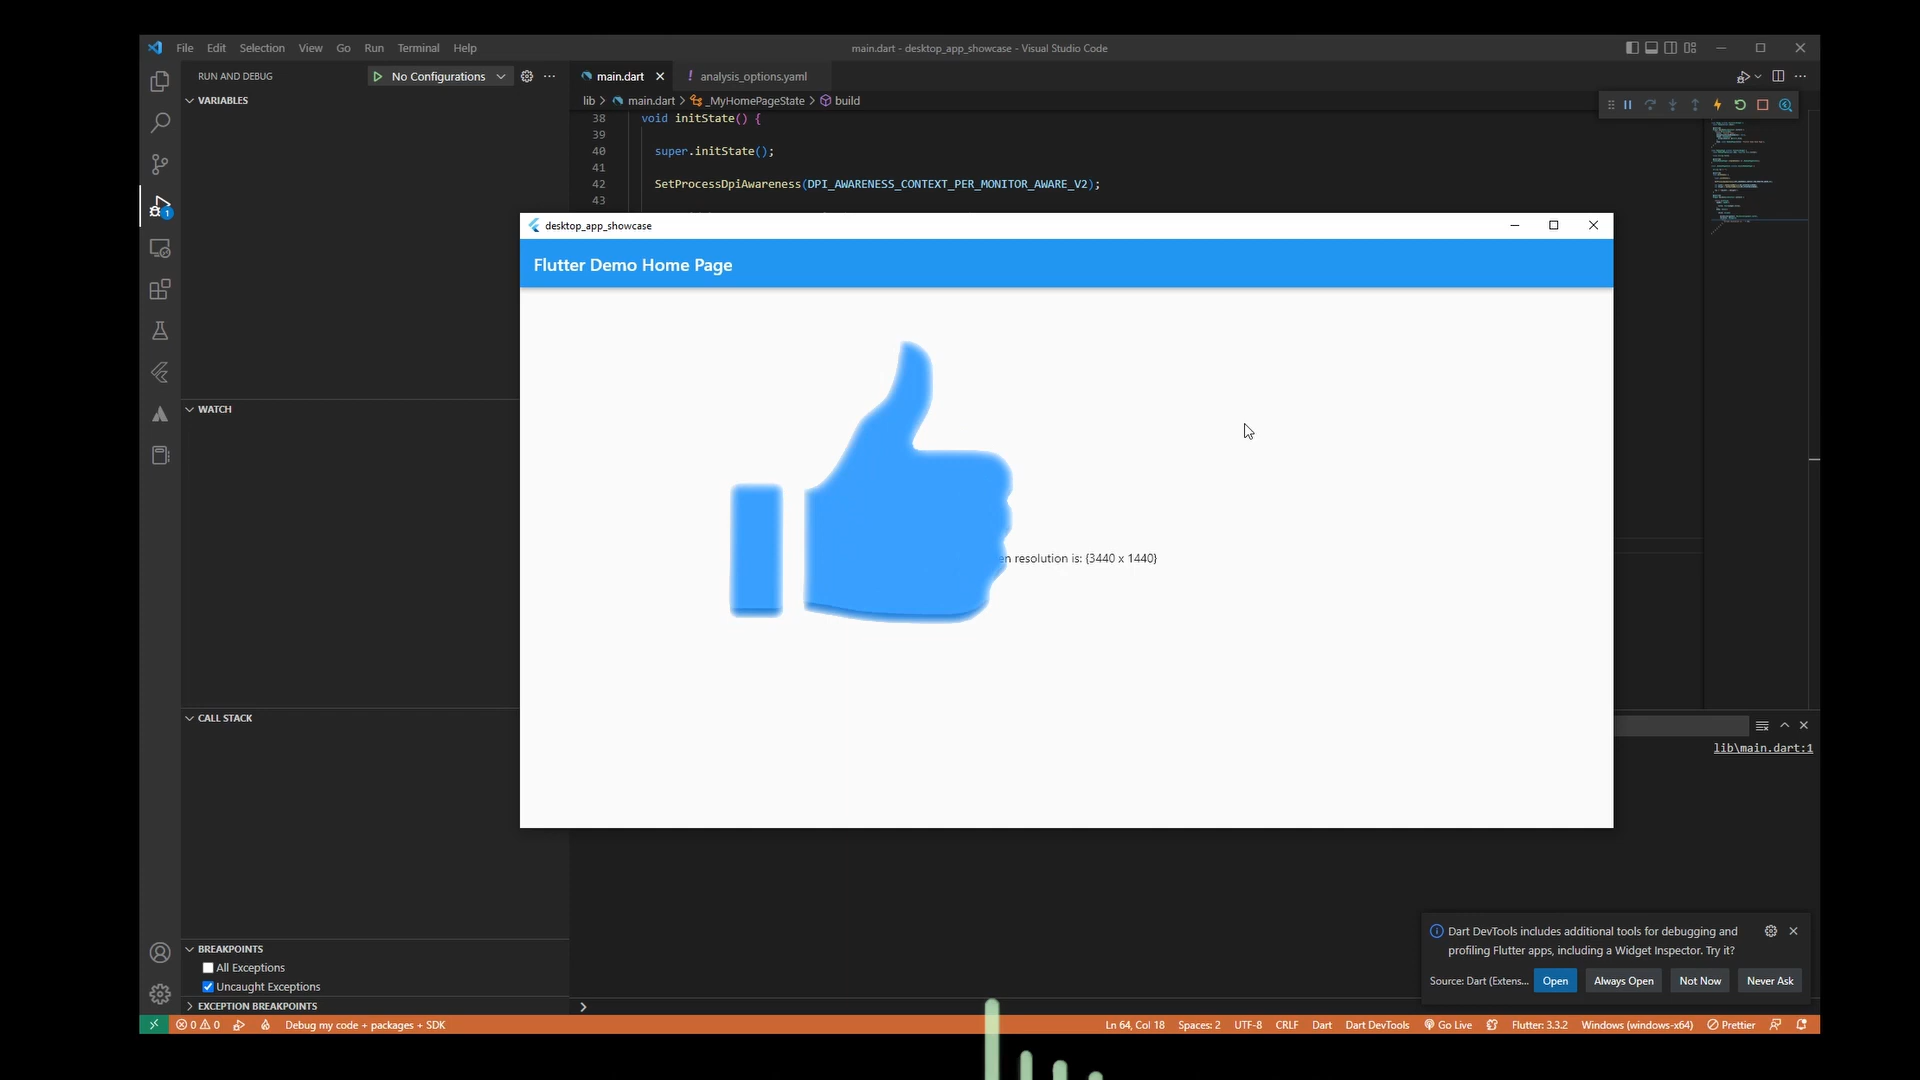 File Edit Selection View Go Run Terminal Help
main.dart - desktop_app_showcase - Visual Studio Code
RUN AND DEBUG
No Configurations
main.dart
analysis_options.yaml
VARIABLES
lib > main.dart > _MyHomePageState > build
38 void initState() {
39
40 super.initState();
41
42 SetProcessDpiAwareness(DPI_AWARENESS_CONTEXT_PER_MONITOR_AWARE_V2);
43
1
desktop_app_showcase
Flutter Demo Home Page
resolution is: {3440 x 1440}
WATCH
CALL STACK
lib\main.dart:1
BREAKPOINTS
All Exceptions
Uncaught Exceptions
EXCEPTION BREAKPOINTS
Dart DevTools includes additional tools for debugging and
profiling Flutter apps, including a Widget Inspector. Try it?
Source: Dart (Extens...
Open
Always Open
Not Now
Never Ask
0 0 Debug my code + packages + SDK
Ln 64, Col 18 Spaces: 2 UTF-8 CRLF Dart Dart DevTools Go Live Flutter: 3.3.2 Windows (windows-x64) Prettier